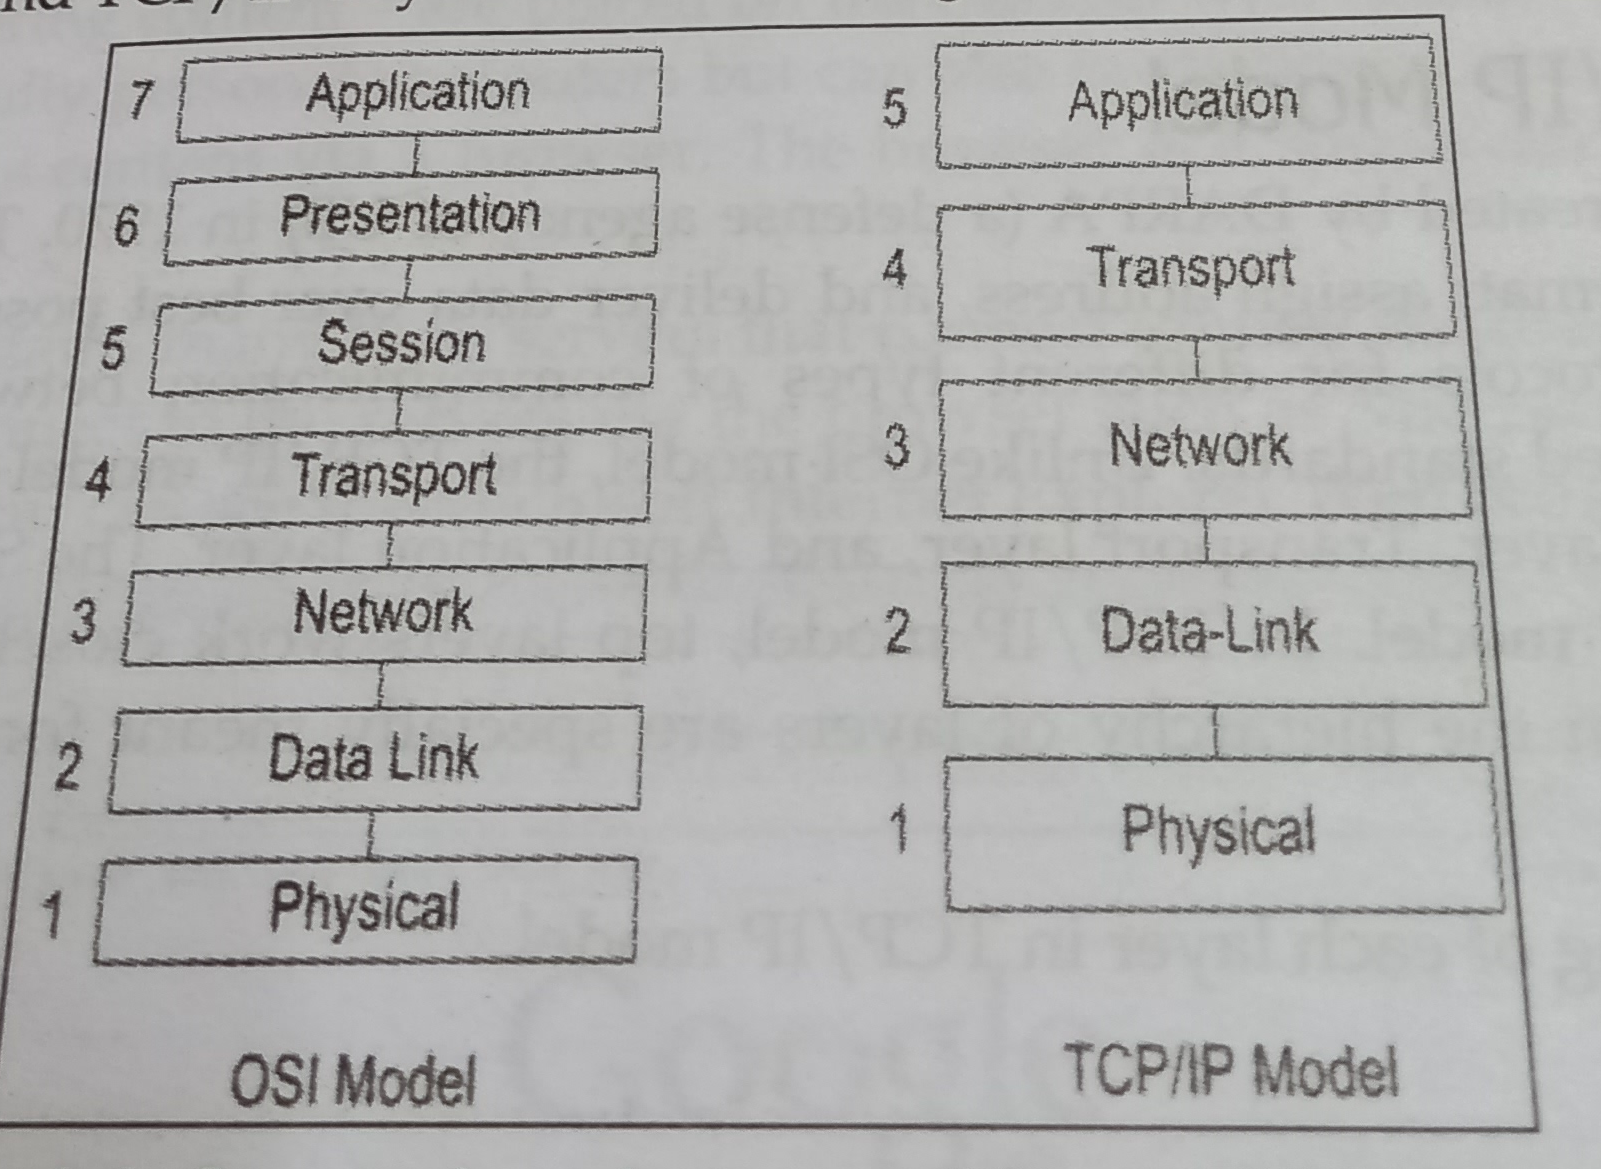 7 Application
6 Presentation
5 Session
4 Transport
3 Network
2 Data Link
1 Physical
OSI Model
5 Application
4 Transport
3 Network
2 Data-Link
1 Physical
TCP/IP Model